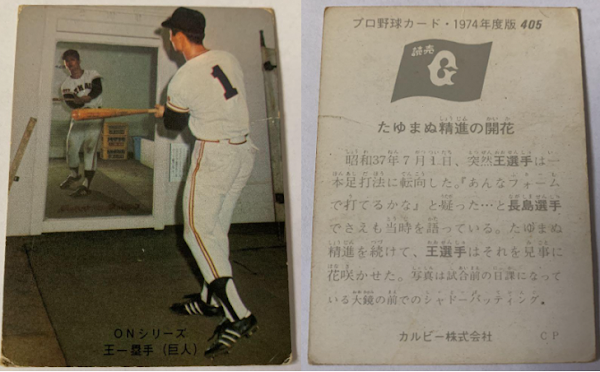 1
ONシリーズ
王一塁手（巨人）
プロ野球カード・1974年度版 405
読売
G
たゆまぬ精進の開花
昭和37年7月1日、突然王選手は一
本足打法に転向した。『あんなフォーム
で打てるかな』と疑った…と長島選手
でさえも当時を語っている。たゆまぬ
精進を続けて、王選手はそれを見事に
花咲かせた。写真は試合前の日課になって
いる大鏡の前でのシャドーバッティング。
カルビー株式会社 CP